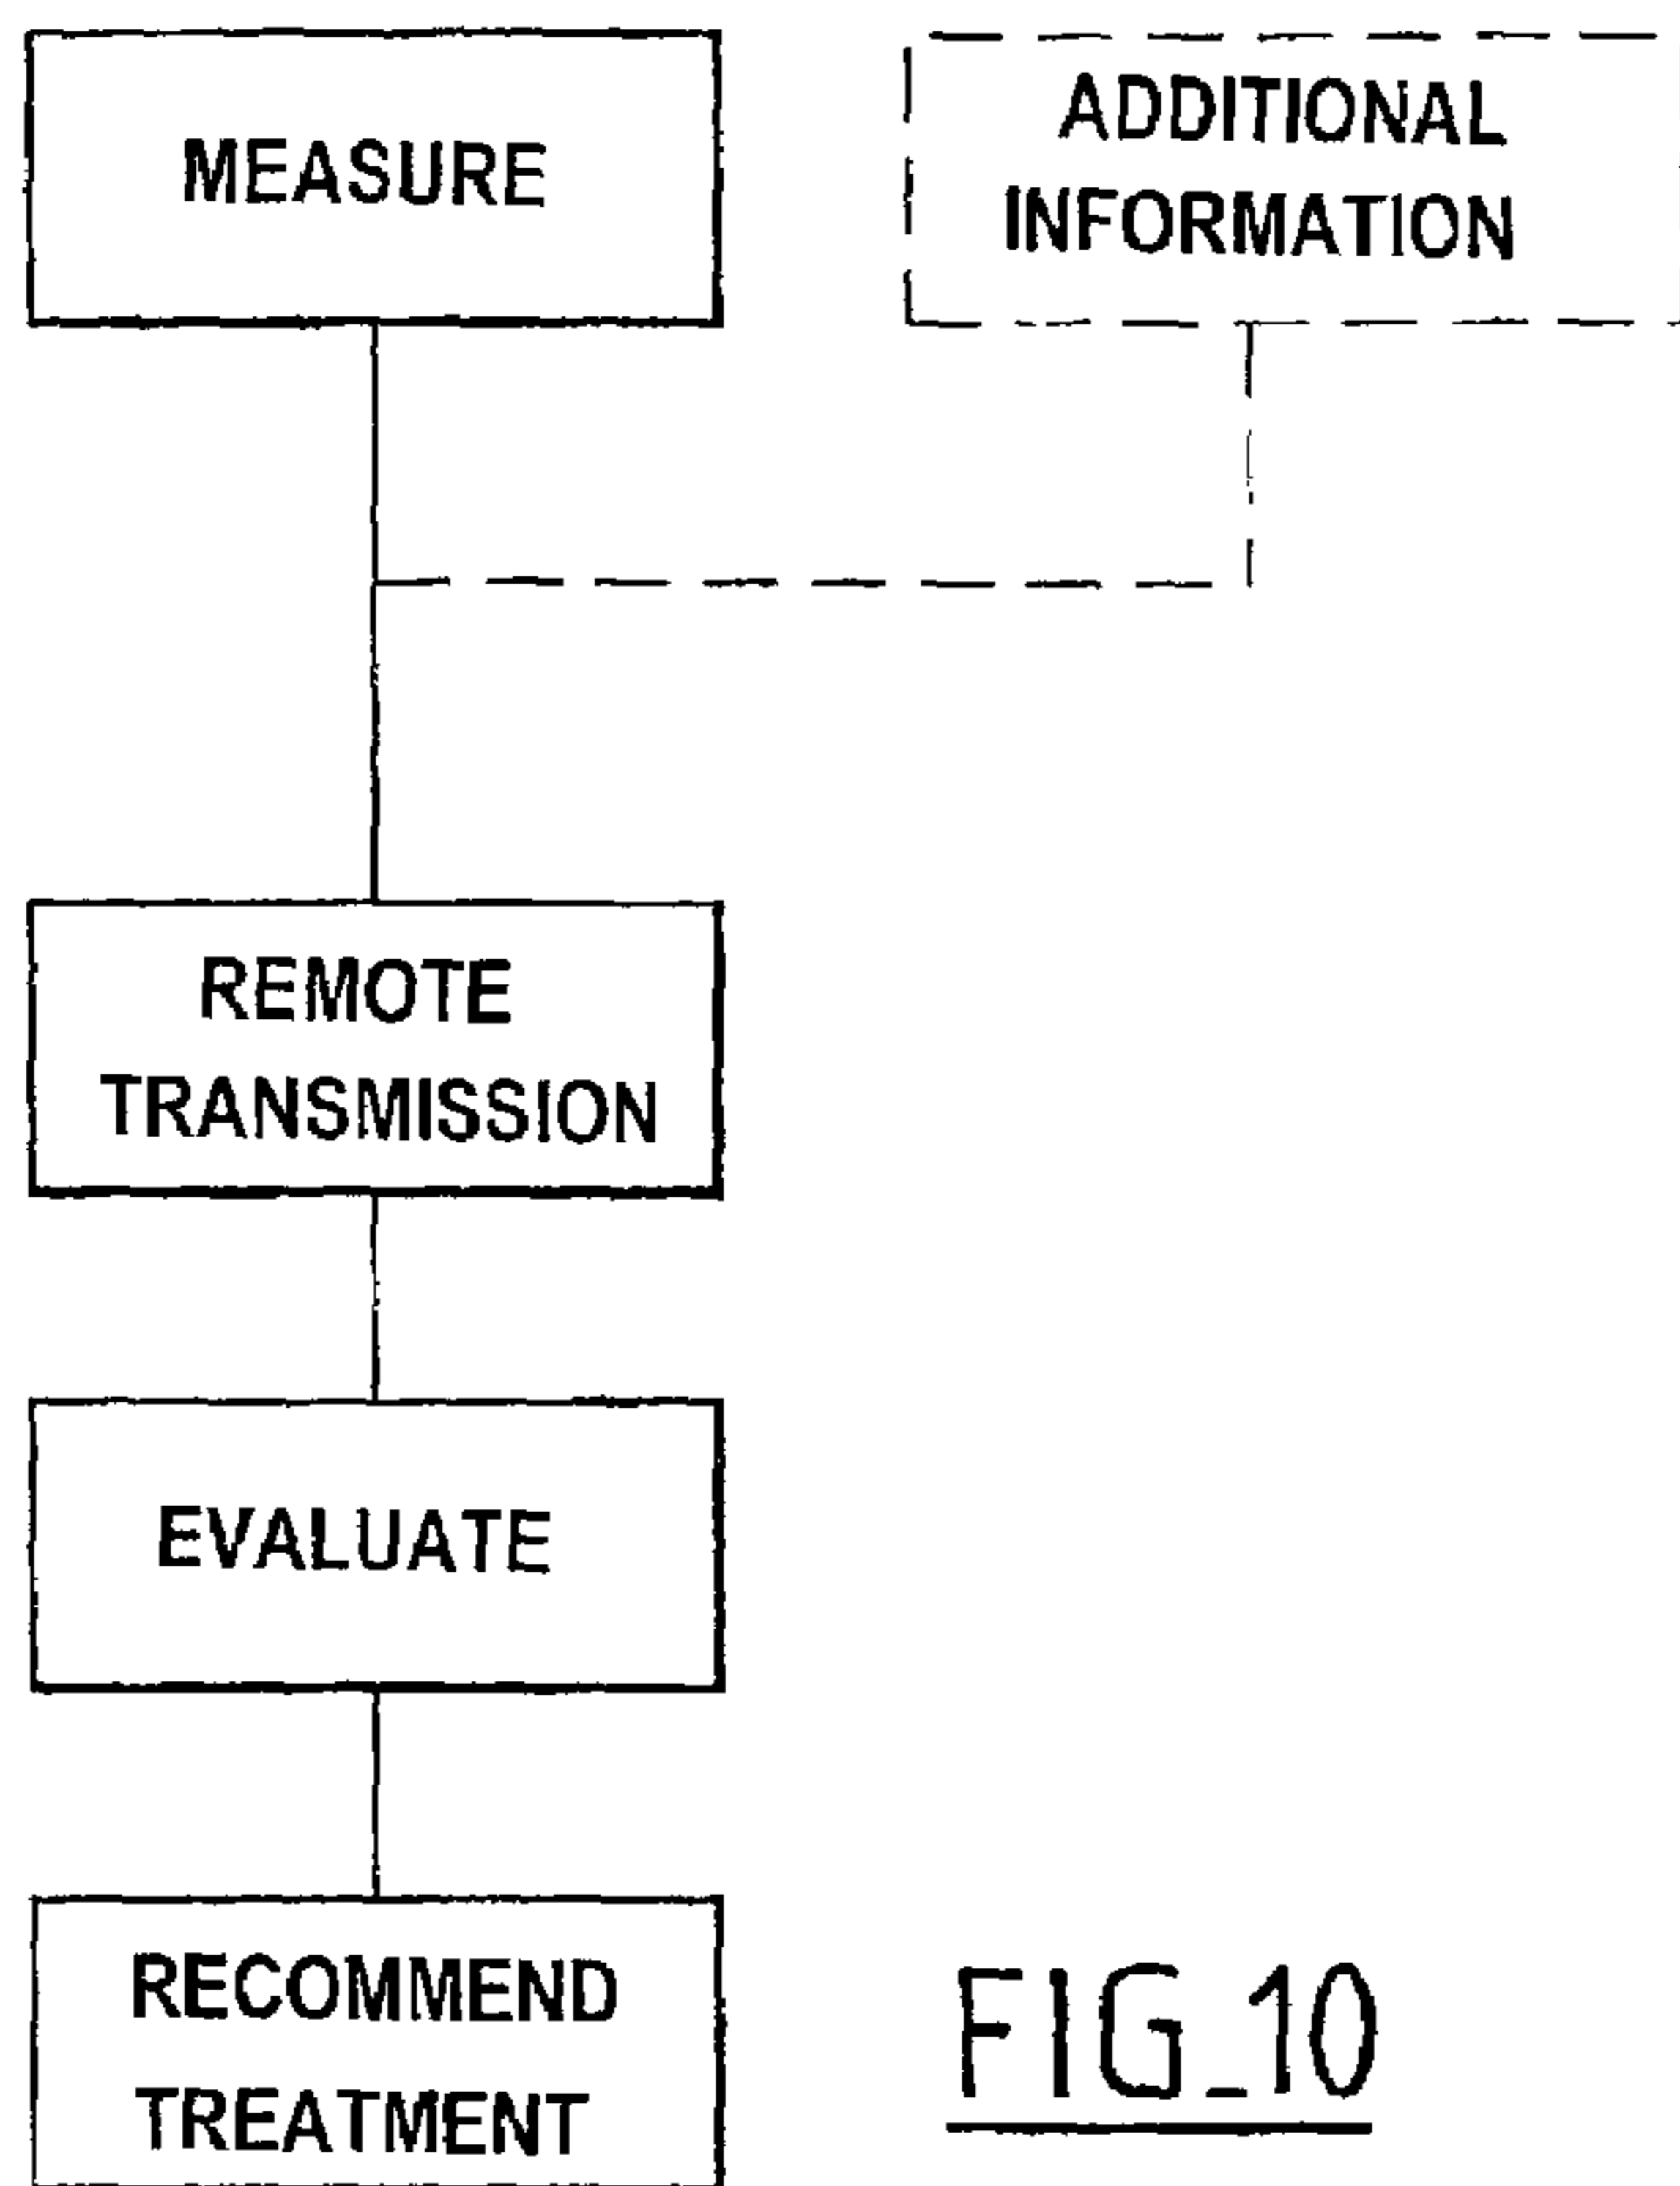 MEASURE
ADDITIONAL
INFORMATION
REMOTE
TRANSMISSION
EVALUATE
RECOMMEND
TREATMENT
FIG_10